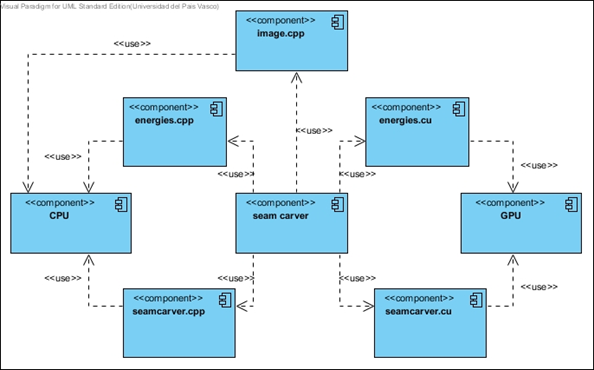 Visual Paradigm for UML Standard Edition(Universidad del Pais Vasco)
<<component>>
image.cpp
<<use>>
<<use>>
<<component>>
energies.cpp
<<component>>
energies.cu
<<use>>
<<use>>
<<use>>
<<use>>
<<component>>
CPU
<<component>>
seam carver
<<component>>
GPU
<<use>>
<<use>>
<<use>>
<<use>>
<<component>>
seamcarver.cpp
<<component>>
seamcarver.cu